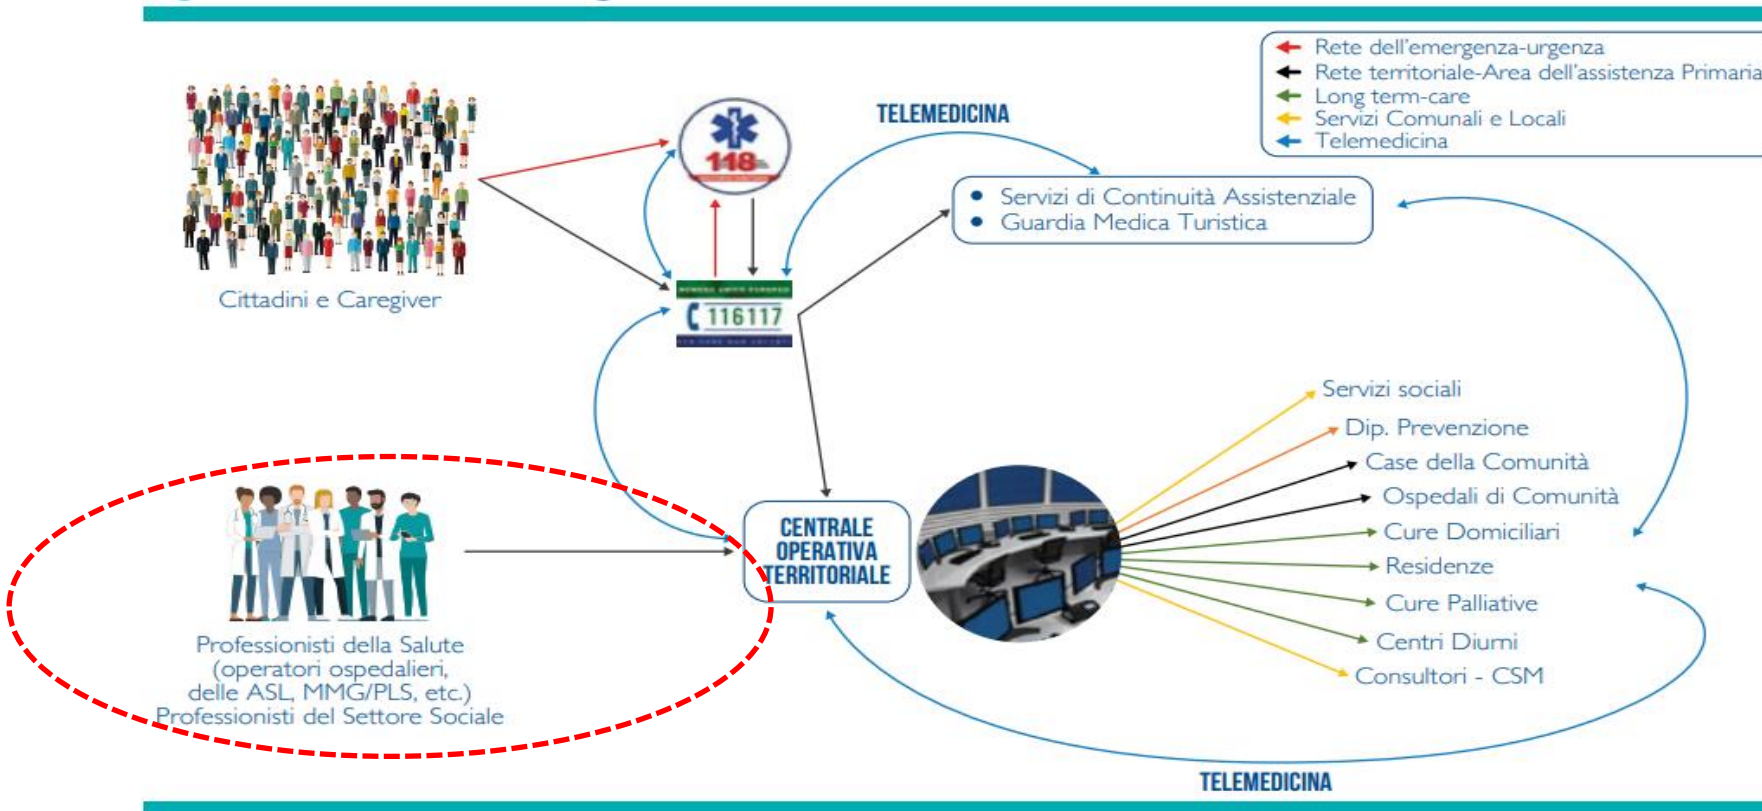 Rete dell'emergenza-urgenza
Rete territoriale-Area dell'assistenza Primaria
Long term-care
Servizi Comunali e Locali
Telemedicina
TELEMEDICINA
118
Servizi di Continuità Assistenziale
Guardia Medica Turistica
Cittadini e Caregiver
116117
Servizi sociali
Dip. Prevenzione
Case della Comunità
Ospedali di Comunità
Cure Domiciliari
Residenze
Cure Palliative
Centri Diurni
Consultori - CSM
CENTRALE
OPERATIVA
TERRITORIALE
Professionisti della Salute
(operatori ospedalieri,
delle ASL, MMG/PLS, etc.)
Professionisti del Settore Sociale
TELEMEDICINA